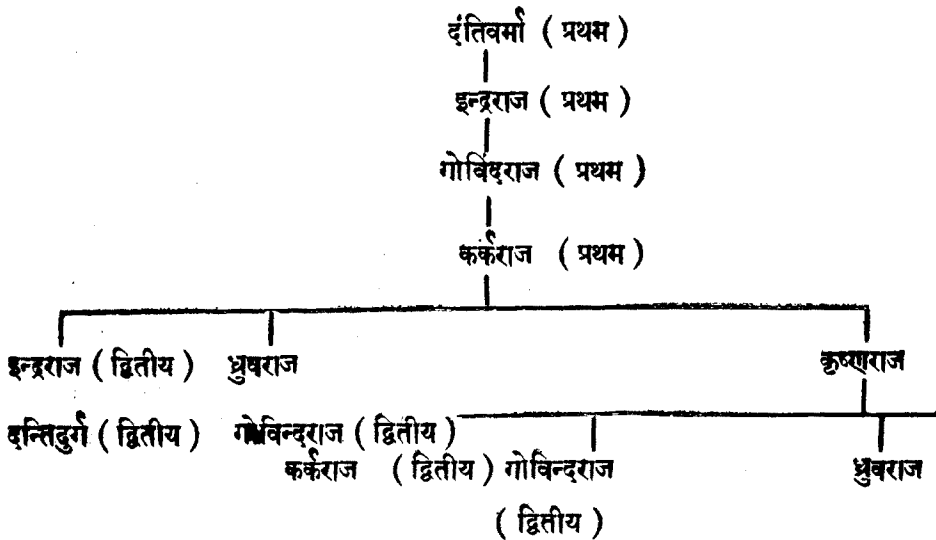 दंतिवर्मा ( प्रथम )
इन्द्रराज ( प्रथम )
गोविंदराज ( प्रथम )
कर्कराज ( प्रथम )
इन्द्रराज ( द्वितीय ) ध्रुवराज कृष्णराज
दन्तिदुर्ग ( द्वितीय ) गोविन्दराज ( द्वितीय )
कर्कराज ( द्वितीय ) गोविन्दराज ध्रुवराज
( द्वितीय )